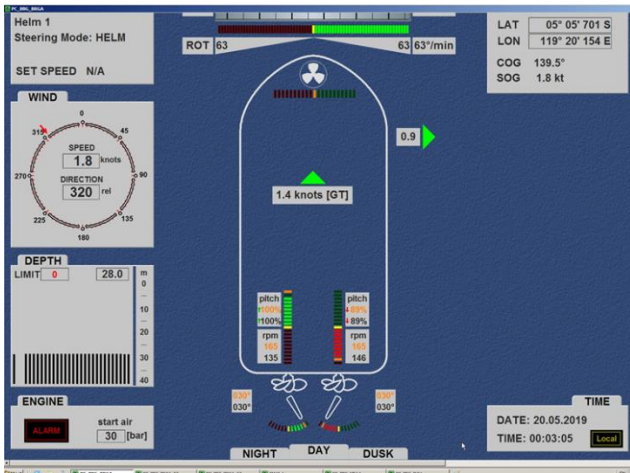 PC_BBG_BRIGA
Helm 1
Steering Mode: HELM
SET SPEED N/A
ROT 63 63 63°/min
LAT 05° 05' 701 S
LON 119° 20' 154 E
COG 139.5°
SOG 1.8 kt
WIND
0
45
90
135
180
225
270
315
SPEED
1.8 knots
DIRECTION
320 rel
0.9
1.4 knots [GT]
DEPTH
LIMIT 0 28.0 m
0
10
20
30
40
pitch
100%
100%
rpm
165
135
pitch
89%
89%
rpm
165
146
030°
030°
030°
030°
ENGINE
ALARM
start air
30 [bar]
NIGHT DAY DUSK
TIME
DATE: 20.05.2019
TIME: 00:03:05 Local